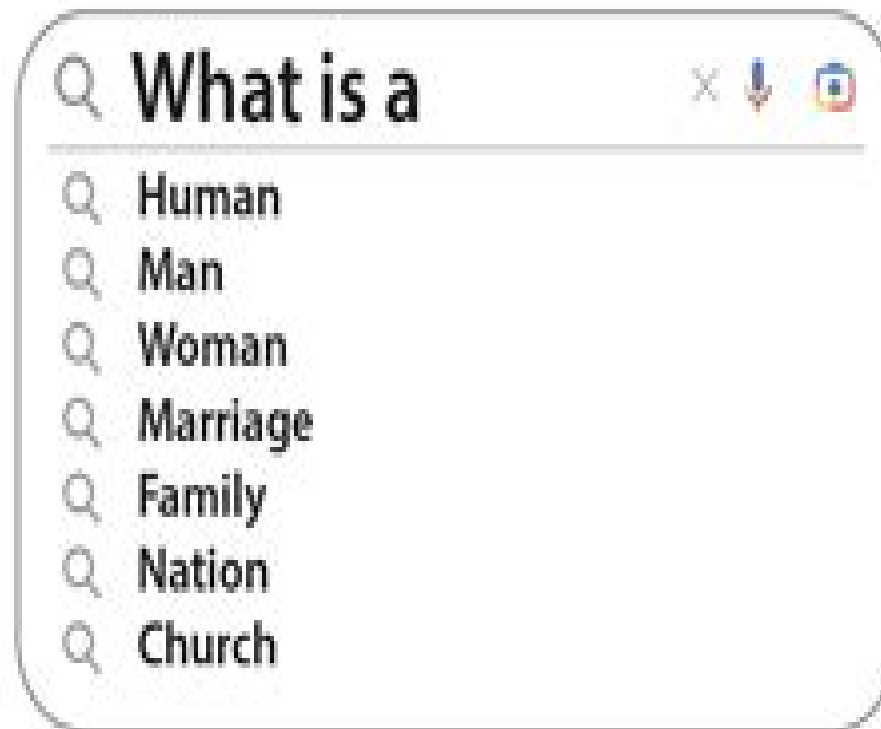 What is a
Human
Man
Woman
Marriage
Family
Nation
Church